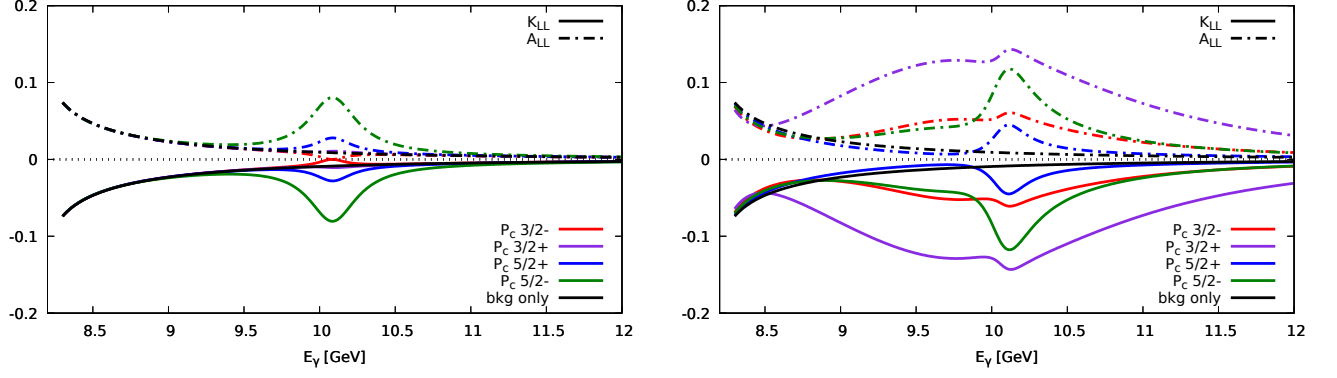 0.2
0.1
0
-0.1
-0.2
K_LL
A_LL
P_c 3/2-
P_c 3/2+
P_c 5/2+
P_c 5/2-
bkg only
8.5 9 9.5 10 10.5 11 11.5 12
E_γ [GeV]
0.2
0.1
0
-0.1
-0.2
K_LL
A_LL
P_c 3/2-
P_c 3/2+
P_c 5/2+
P_c 5/2-
bkg only
8.5 9 9.5 10 10.5 11 11.5 12
E_γ [GeV]